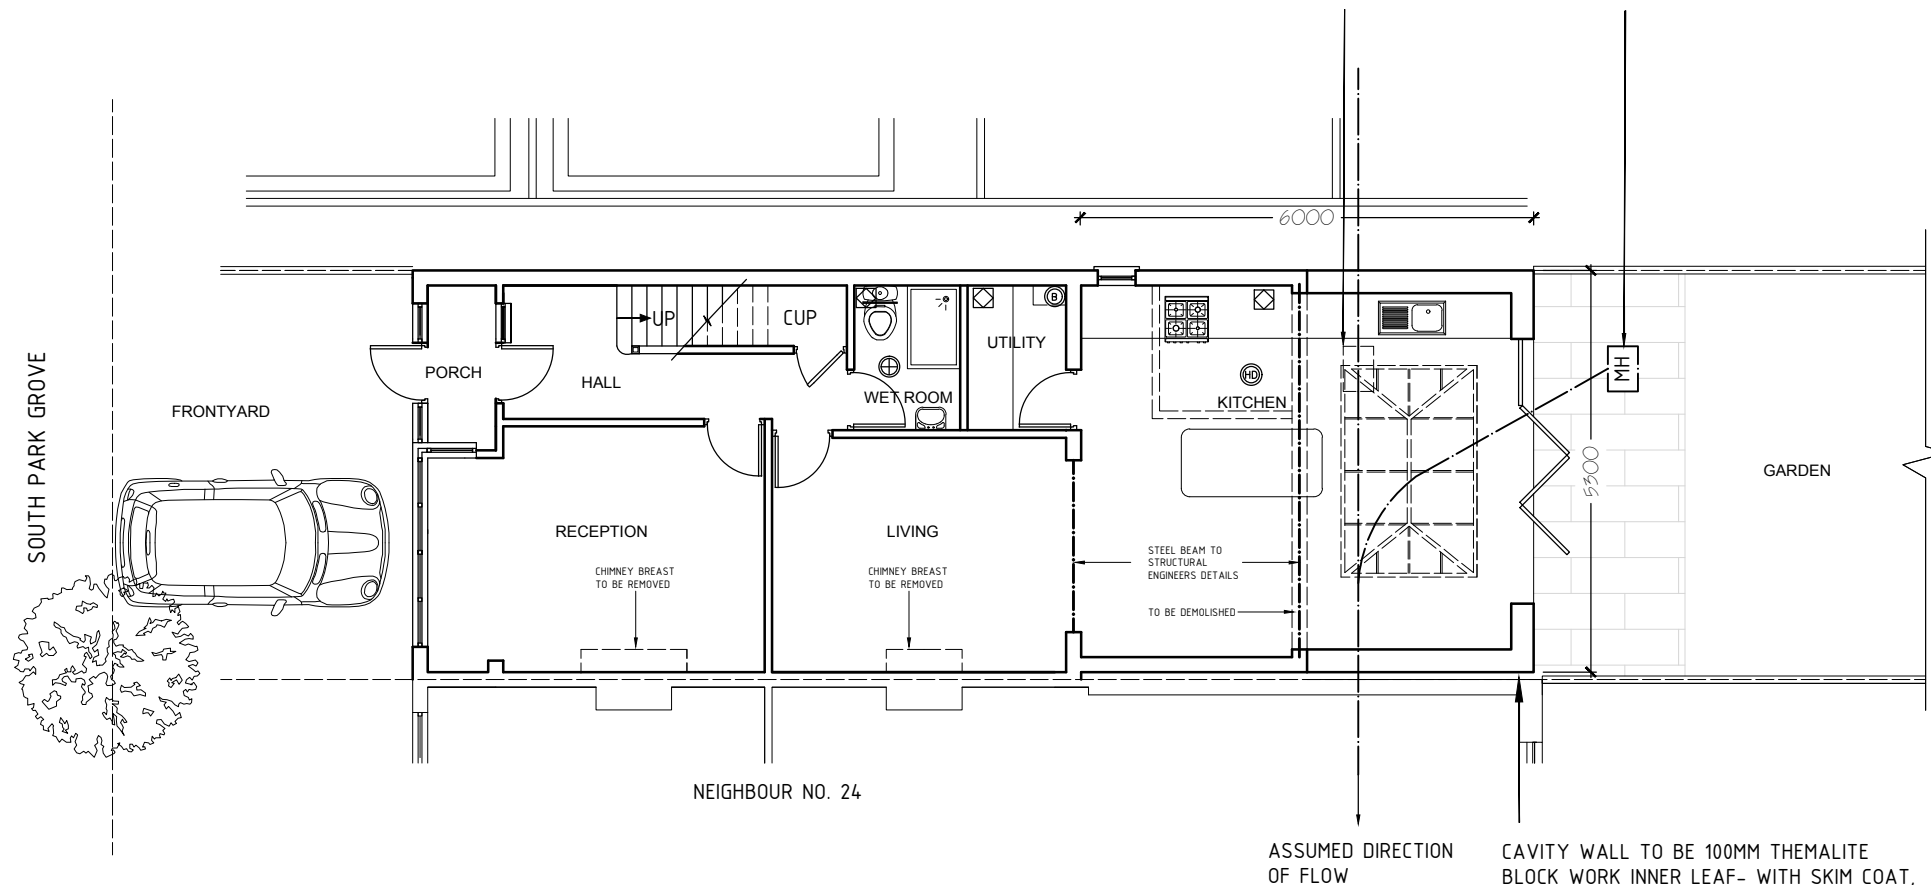 6000
UP
CUP
UTILITY
B
PORCH
HALL
WET ROOM
HD
KITCHEN
MH
SOUTH PARK GROVE
FRONTYARD
5300
GARDEN
RECEPTION
LIVING
STEEL BEAM TO
STRUCTURAL
ENGINEERS DETAILS
CHIMNEY BREAST
TO BE REMOVED
CHIMNEY BREAST
TO BE REMOVED
TO BE DEMOLISHED
NEIGHBOUR NO. 24
ASSUMED DIRECTION
OF FLOW
CAVITY WALL TO BE 100MM THEMALITE
BLOCK WORK INNER LEAF- WITH SKIM COAT.